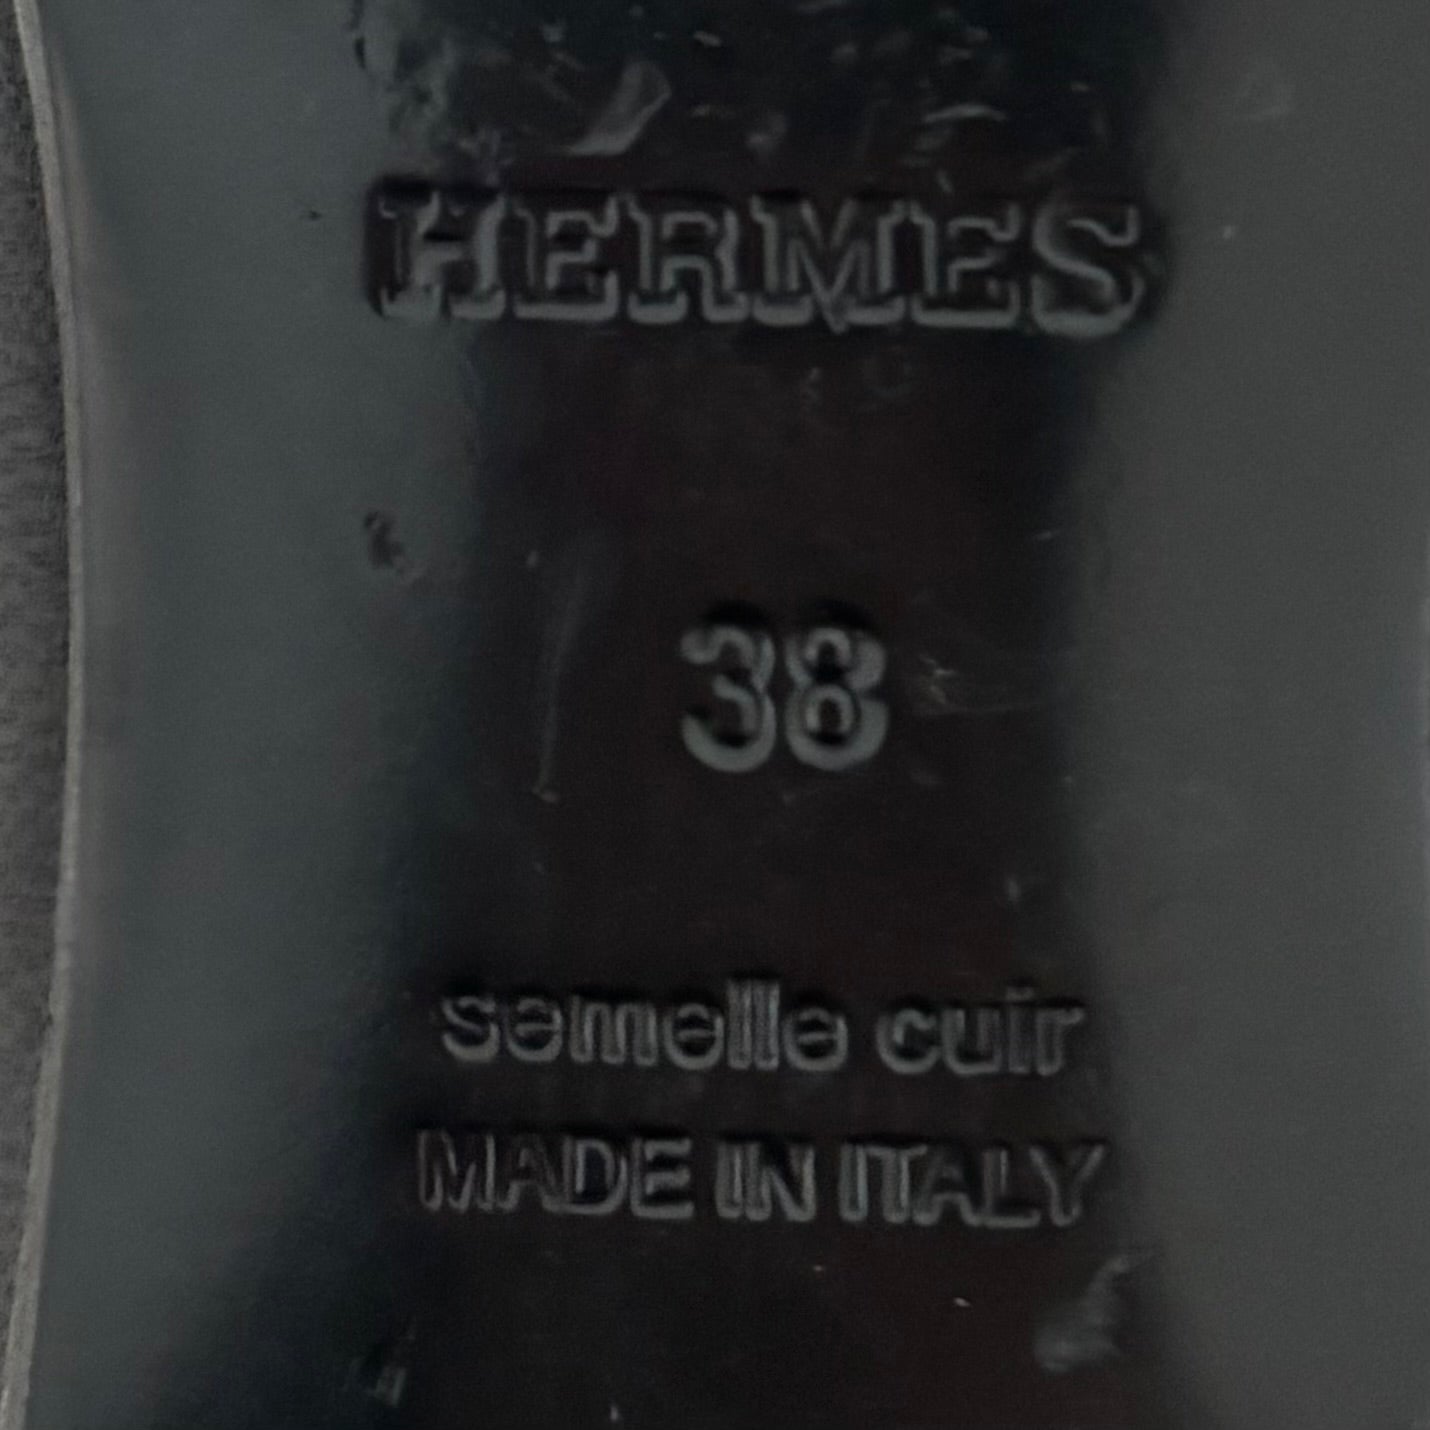 HERMES
38
semelle cuir
MADE IN ITALY